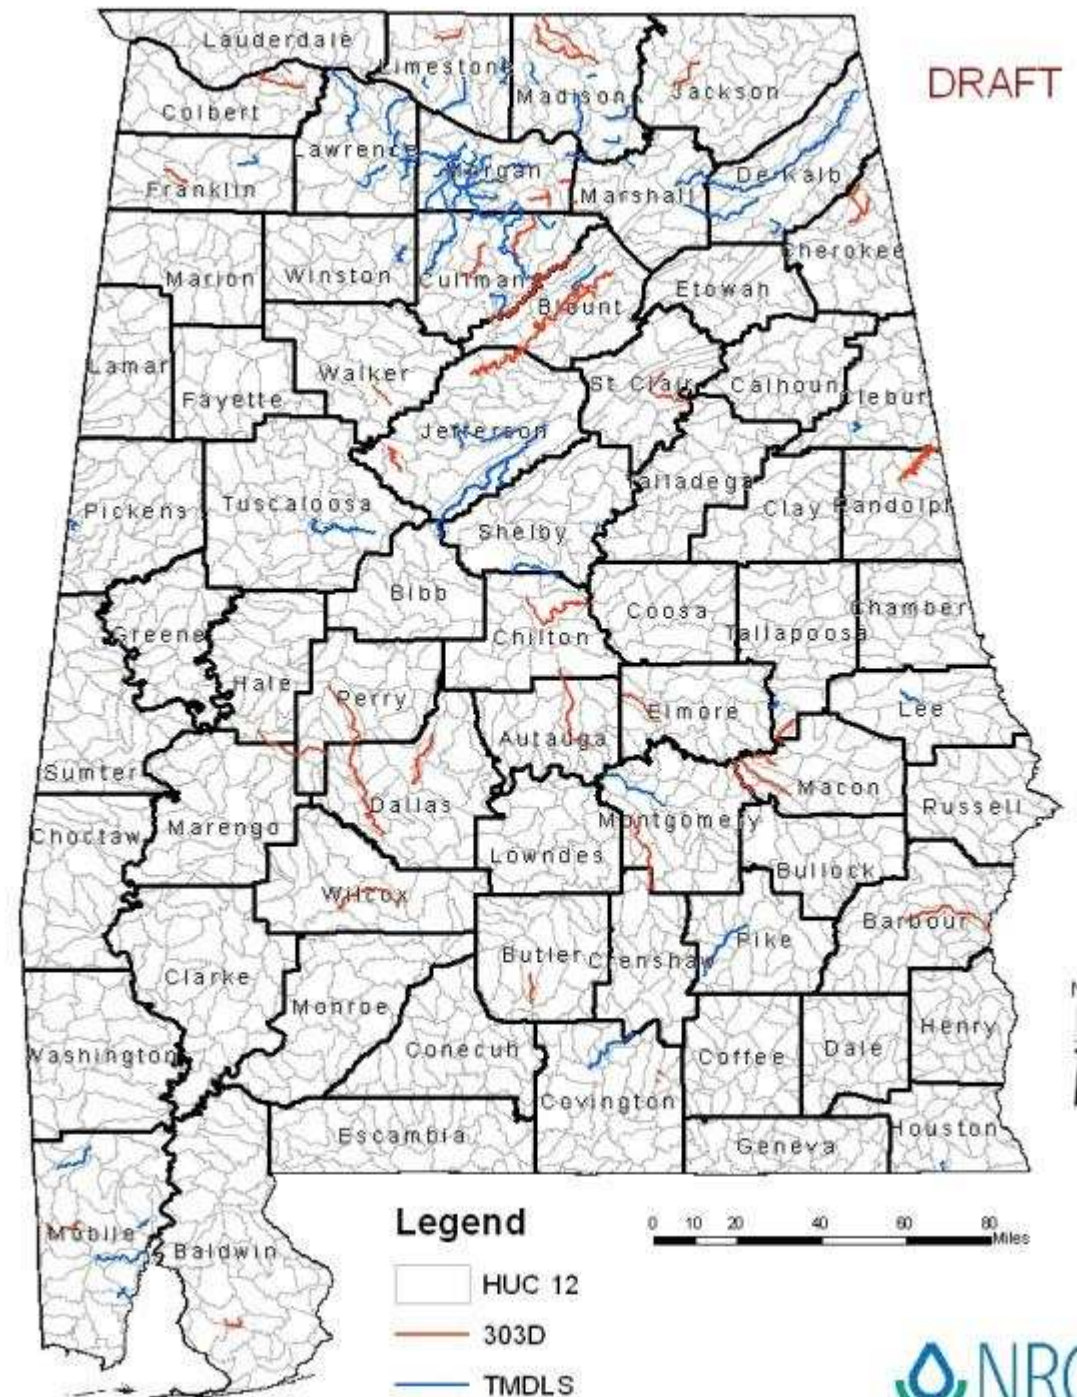 Lauderdale
Limestone
Madison
Jackson
DRAFT
Colbert
Lawrence
Morgan
Franklin
Marshall
De Kalb
Cherokee
Marion
Winston
Cullman
Blount
Etowah
Lamar
Fayette
Walker
St Clair
Calhoun
Cleburn
Jefferson
Talladega
Pickens
Tuscaloosa
Shelby
Clay
Randolph
Bibb
Coosa
Chamber
Greene
Chilton
Tallapoosa
Hale
Perry
Autauga
Elmore
Lee
Sumter
Dallas
Macon
Russell
Choctaw
Marengo
Montgomery
Lowndes
Bullock
Wilcox
Barbour
Clarke
Butler
Crenshaw
Pike
Monroe
Washington
Conecuh
Coffee
Dale
Henry
Covington
Escambia
Geneva
Houston
Mobile
Baldwin
Legend
0 10 20 40 60 80
Miles
HUC 12
303D
TMDLS
NRC